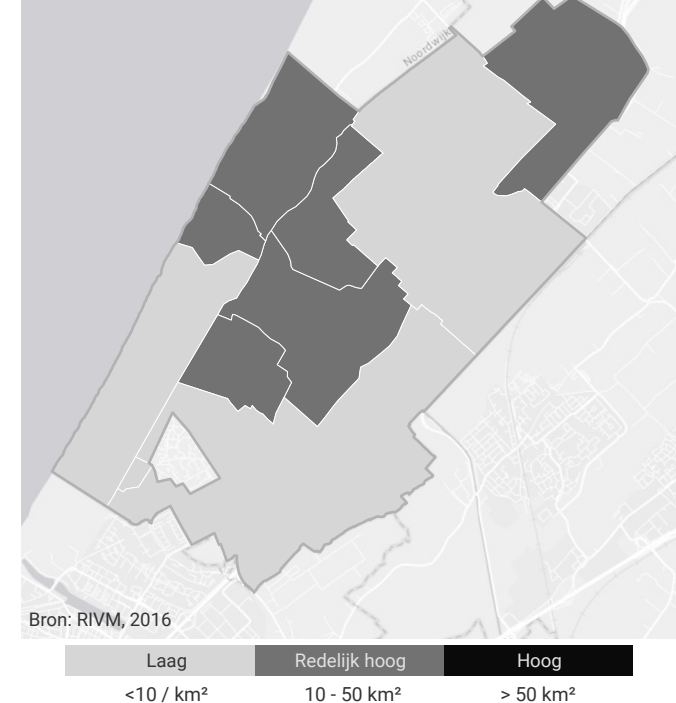 Noordwijk
Bron: RIVM, 2016
Laag Redelijk hoog Hoog
<10 / km² 10 - 50 km² > 50 km²